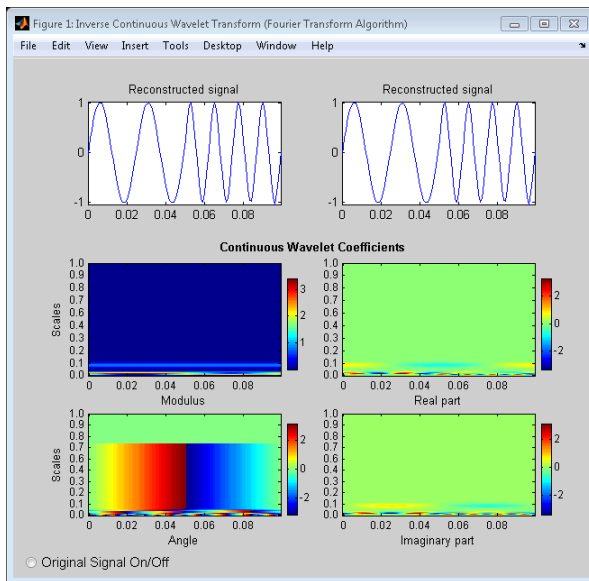 Figure 1: Inverse Continuous Wavelet Transform (Fourier Transform Algorithm)
File Edit View Insert Tools Desktop Window Help
Reconstructed signal Reconstructed signal
1 1
0 0
-1 -1
0 0.02 0.04 0.06 0.08 0 0.02 0.04 0.06 0.08
Continuous Wavelet Coefficients
1.0 1.0
0.9 0.9
0.8 3 0.8 2
0.7 0.7
0.6 0.6
Scales 0.5 2 0.5 0
0.4 0.4
0.3 1 0.3 -2
0.2 0.2
0.1 0.1
0.0 0.0
0 0.02 0.04 0.06 0.08 0 0.02 0.04 0.06 0.08
Modulus Real part
1.0 1.0
0.9 0.9
0.8 2 0.8 2
0.7 0.7
0.6 0.6
Scales 0.5 0 0.5 0
0.4 0.4
0.3 0.3
0.2 -2 0.2 -2
0.1 0.1
0.0 0.0
0 0.02 0.04 0.06 0.08 0 0.02 0.04 0.06 0.08
Angle Imaginary part
Original Signal On/Off